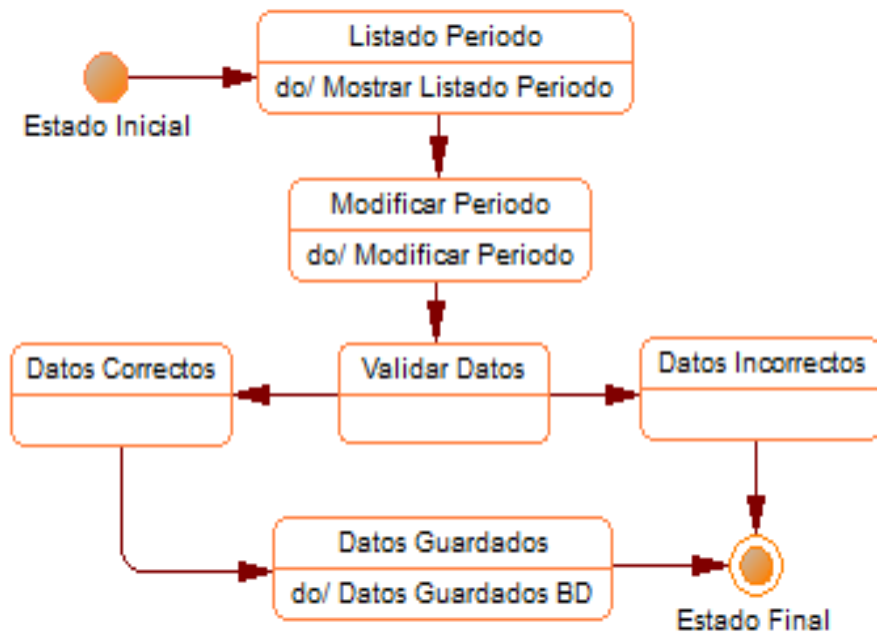 Listado Periodo
do/ Mostrar Listado Periodo
Estado Inicial
Modificar Periodo
do/ Modificar Periodo
Datos Correctos
Validar Datos
Datos Incorrectos
Datos Guardados
do/ Datos Guardados BD
Estado Final